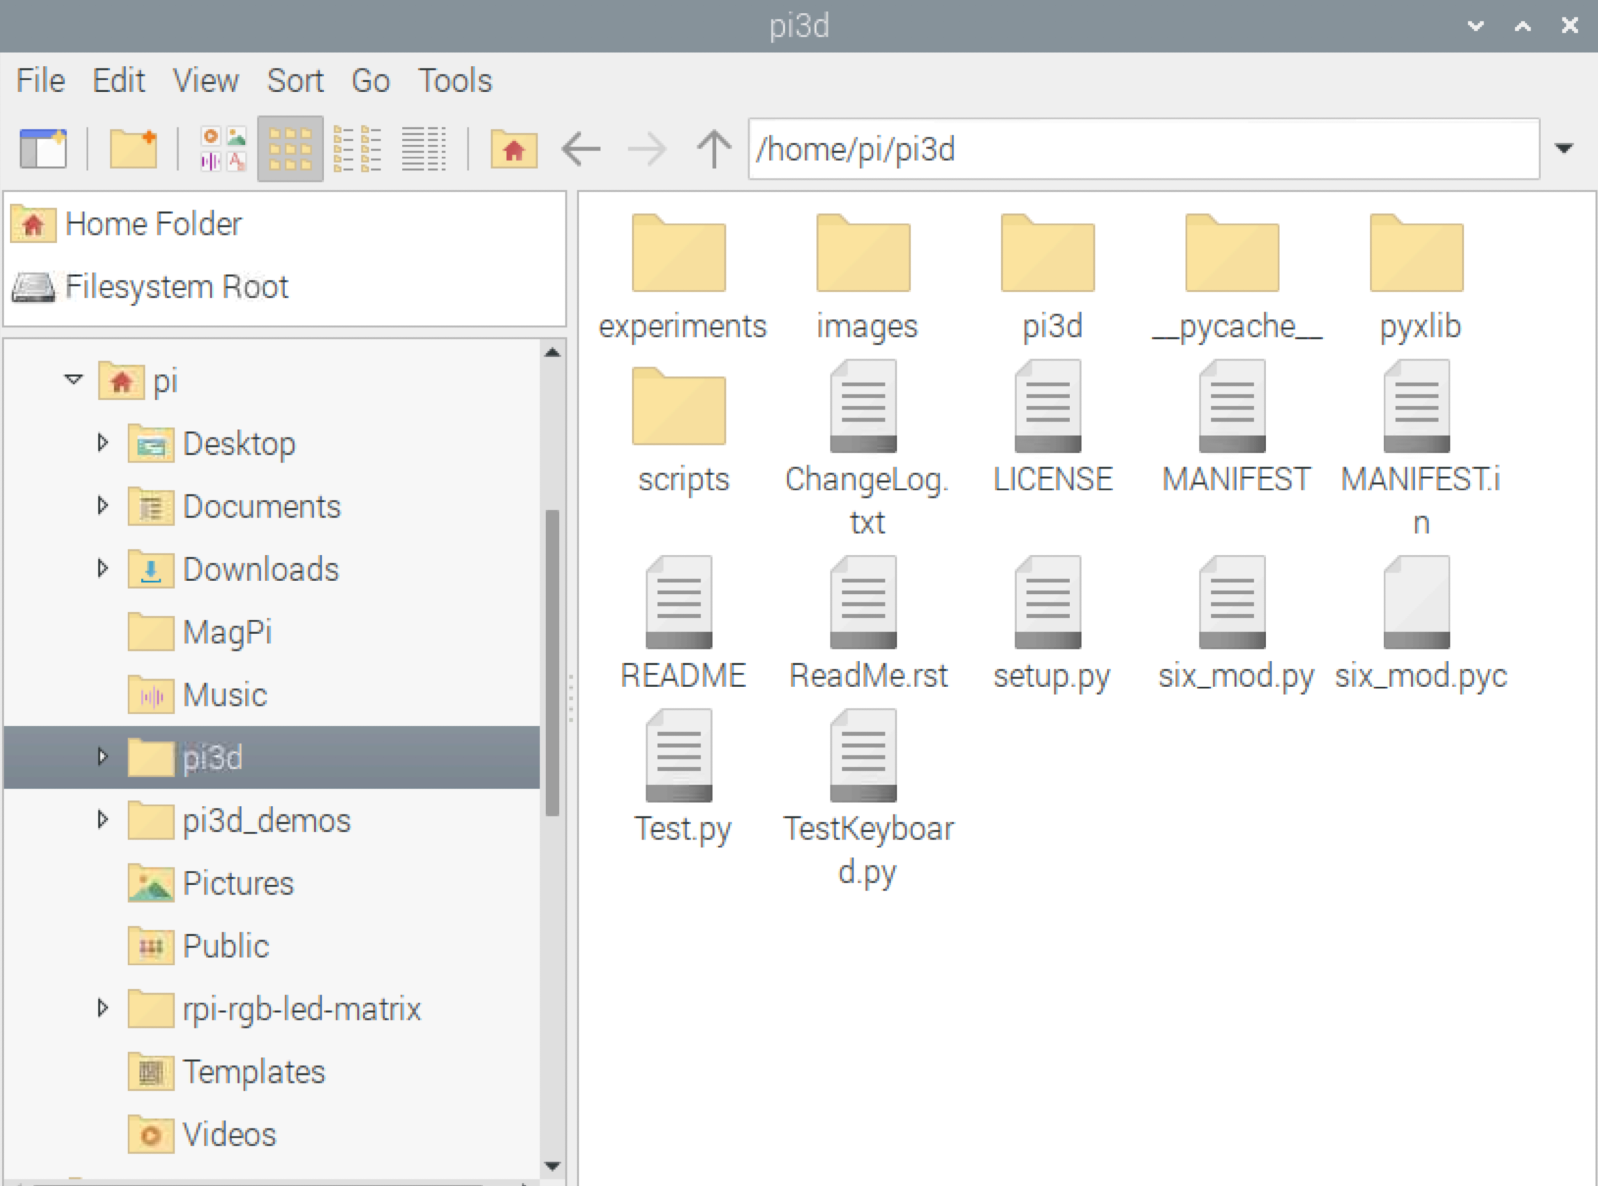 pi3d
File Edit View Sort Go Tools
/home/pi/pi3d
Home Folder
Filesystem Root
pi
Desktop
Documents
Downloads
MagPi
Music
pi3d
pi3d_demos
Pictures
Public
rpi-rgb-led-matrix
Templates
Videos
experiments images pi3d __pycache__ pyxlib
scripts ChangeLog. LICENSE MANIFEST MANIFEST.i
txt n
README ReadMe.rst setup.py six_mod.py six_mod.pyc
Test.py TestKeyboar
d.py